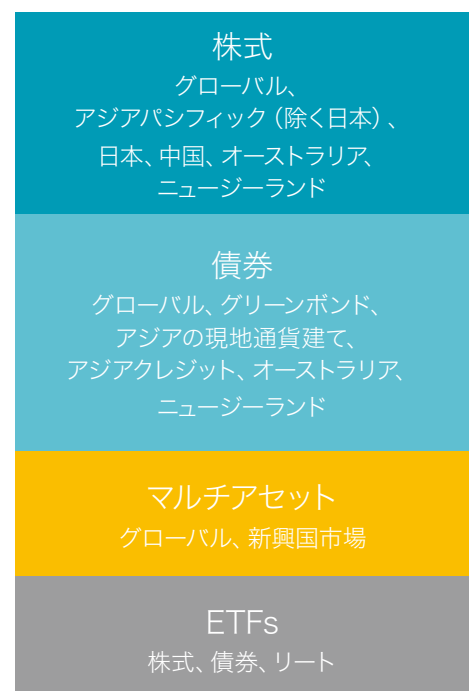 株式
グローバル、
アジアパシフィック（除く日本）、
日本、中国、オーストラリア、
ニュージーランド
債券
グローバル、グリーンボンド、
アジアの現地通貨建て、
アジアクレジット、オーストラリア、
ニュージーランド
マルチアセット
グローバル、新興国市場
ETFs
株式、債券、リート